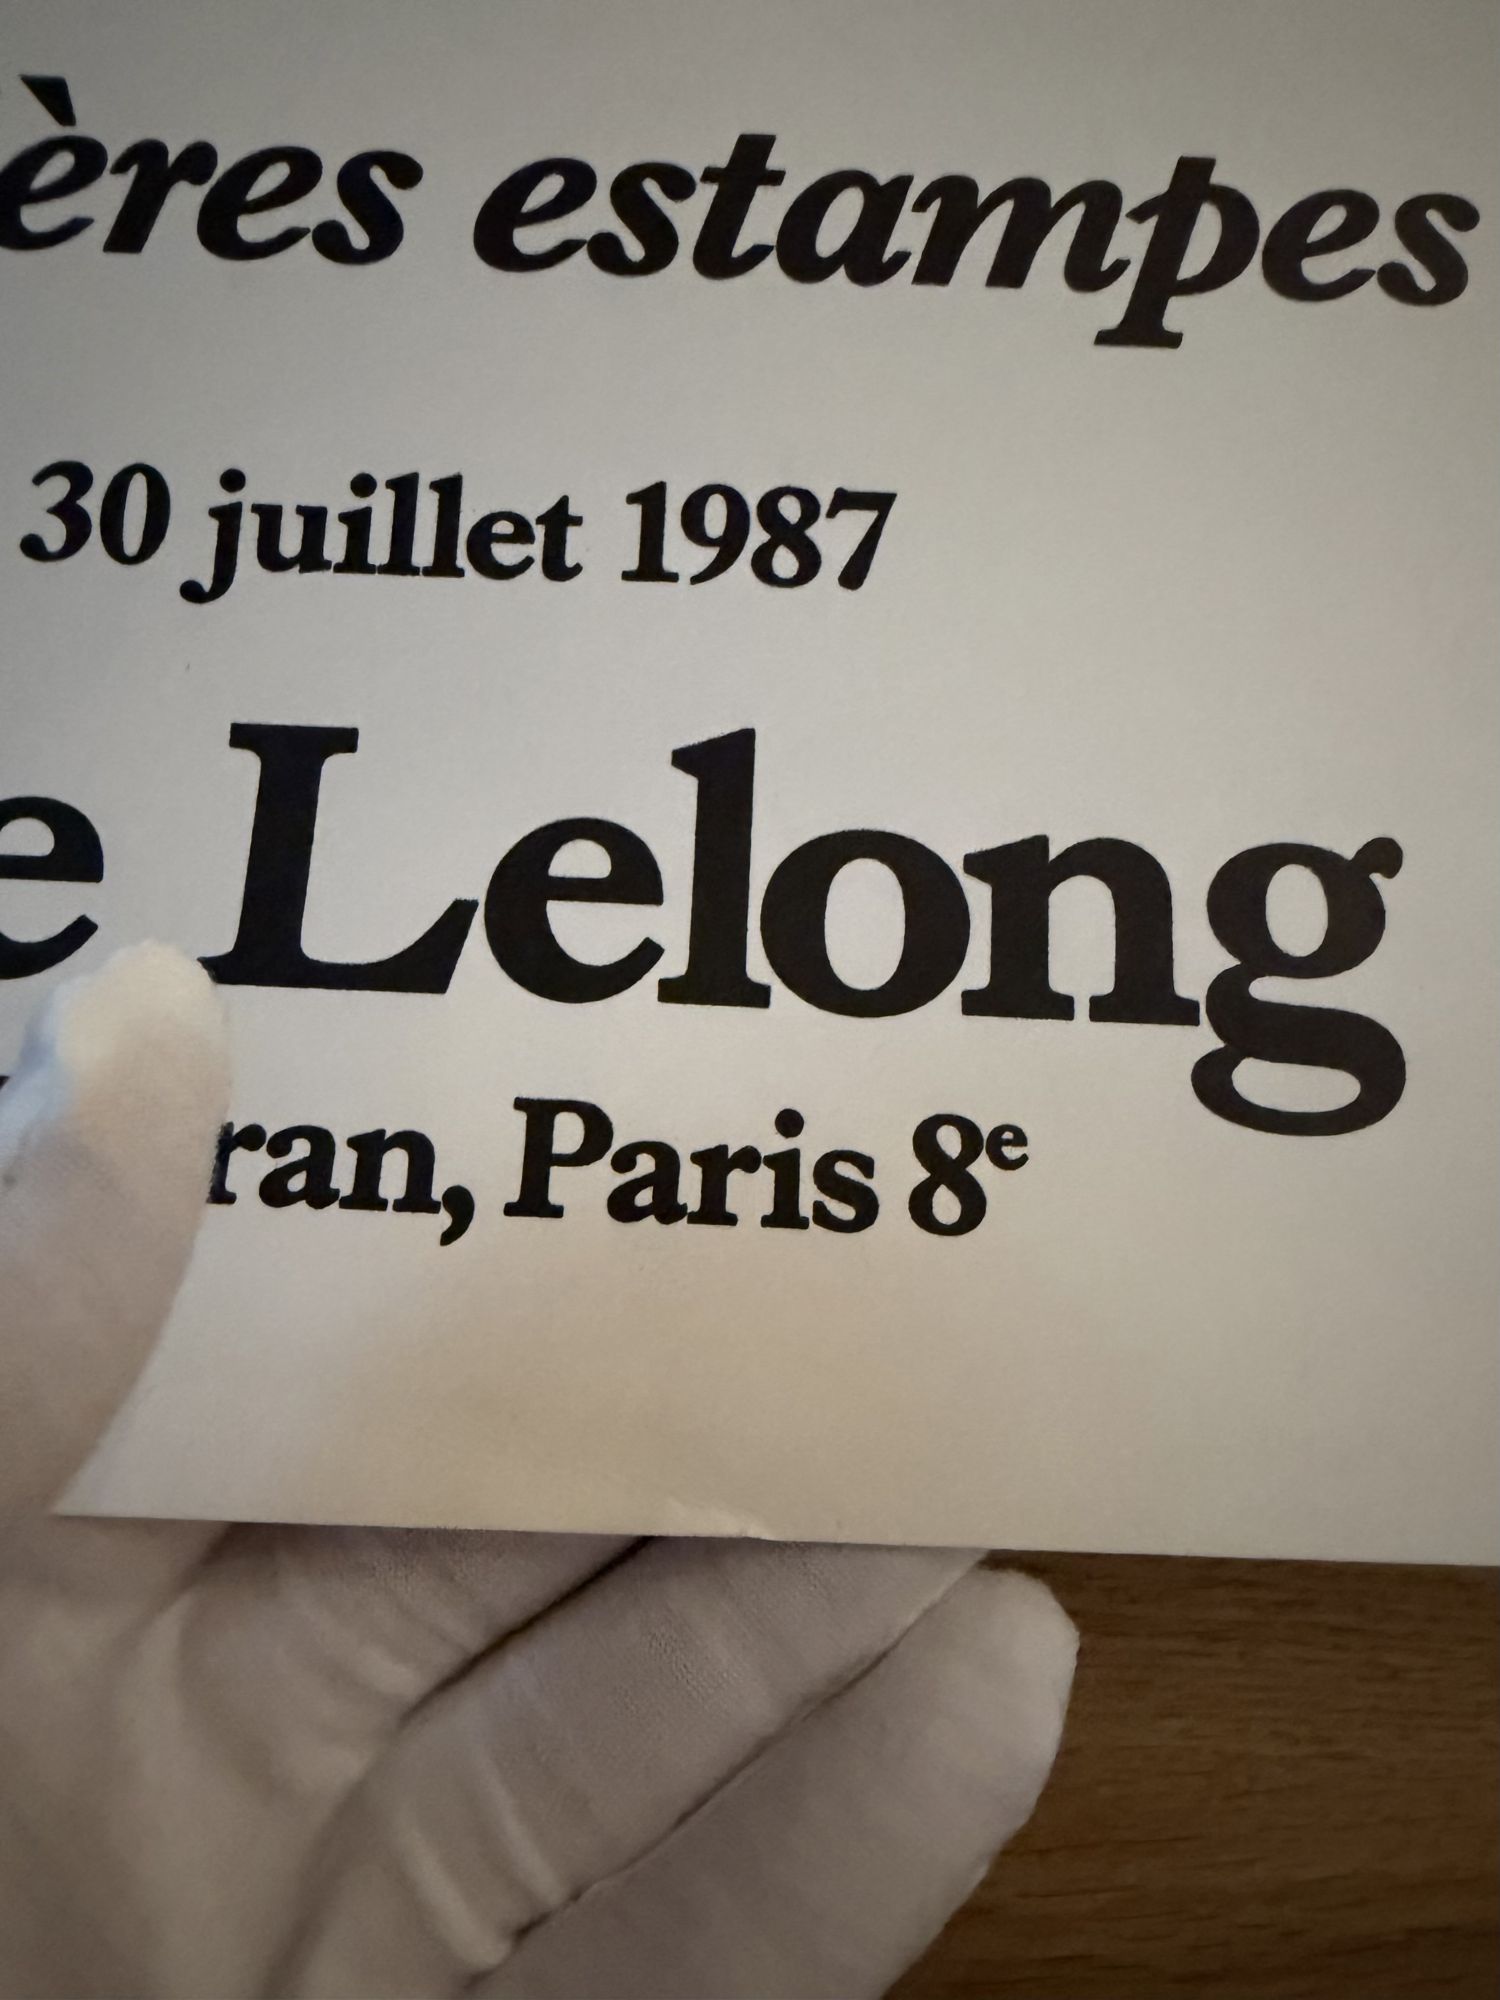 ères estampes
30 juillet 1987
e Lelong
ran, Paris 8e